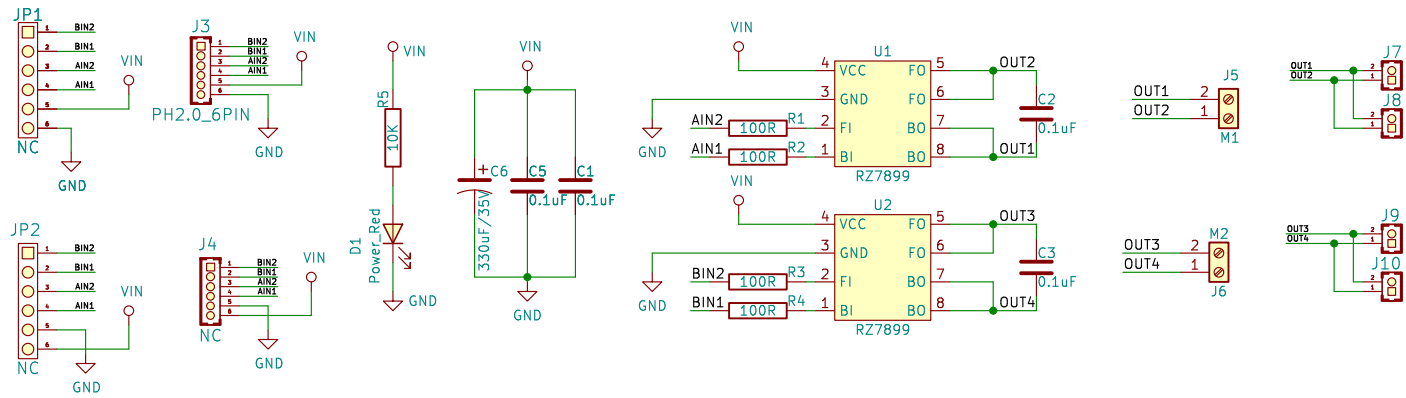 JP1
1 BIN2
2 BIN1
3 AIN2
4 AIN1
5
6
VIN
GND
NC
J3
1 BIN2
2 BIN1
3 AIN2
4 AIN1
5
6
VIN
GND
PH2.0_6PIN
JP2
1 BIN2
2 BIN1
3 AIN2
4 AIN1
5
6
VIN
GND
NC
J4
1 BIN2
2 BIN1
3 AIN2
4 AIN1
5
6
VIN
GND
NC
VIN
R5
10K
D1
Power_Red
GND
VIN
+ C6
330uF/35V
C5
0.1uF
C1
0.1uF
GND
VIN
U1
4 VCC FO 5
3 GND FO 6
2 FI BO 7
1 BI BO 8
RZ7899
GND
AIN2 100R R1
AIN1 100R R2
OUT2
C2
0.1uF
OUT1
VIN
U2
4 VCC FO 5
3 GND FO 6
2 FI BO 7
1 BI BO 8
RZ7899
GND
BIN2 100R R3
BIN1 100R R4
OUT3
C3
0.1uF
OUT4
J5
OUT1 2
OUT2 1
M1
M2
OUT3 2
OUT4 1
J6
J7
OUT1 2
OUT2 1
J8
2
1
J9
OUT3 2
OUT4 1
J10
2
1